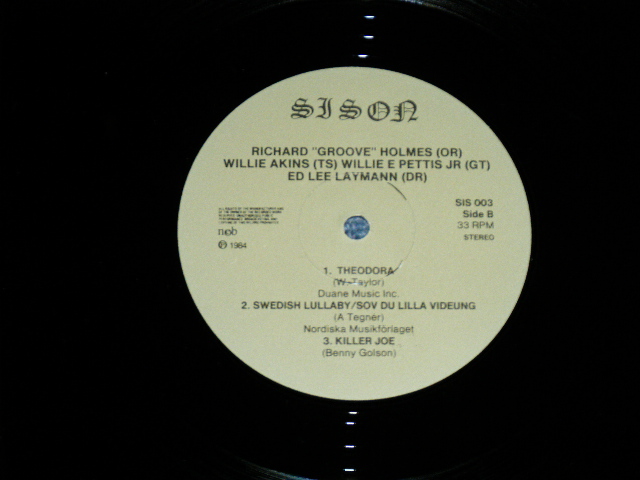 SISON
RICHARD "GROOVE" HOLMES (OR)
WILLIE AKINS (TS) WILLIE E PETTIS JR (GT)
ED LEE LAYMANN (DR)
SIS 003
Side B
33 RPM
STEREO
ncb
℗ 1984
1. THEODORA
(W. Taylor)
Duane Music Inc.
2. SWEDISH LULLABY/SOV DU LILLA VIDEUNG
(A Tegner)
Nordiska Musikförlaget
3. KILLER JOE
(Benny Golson)